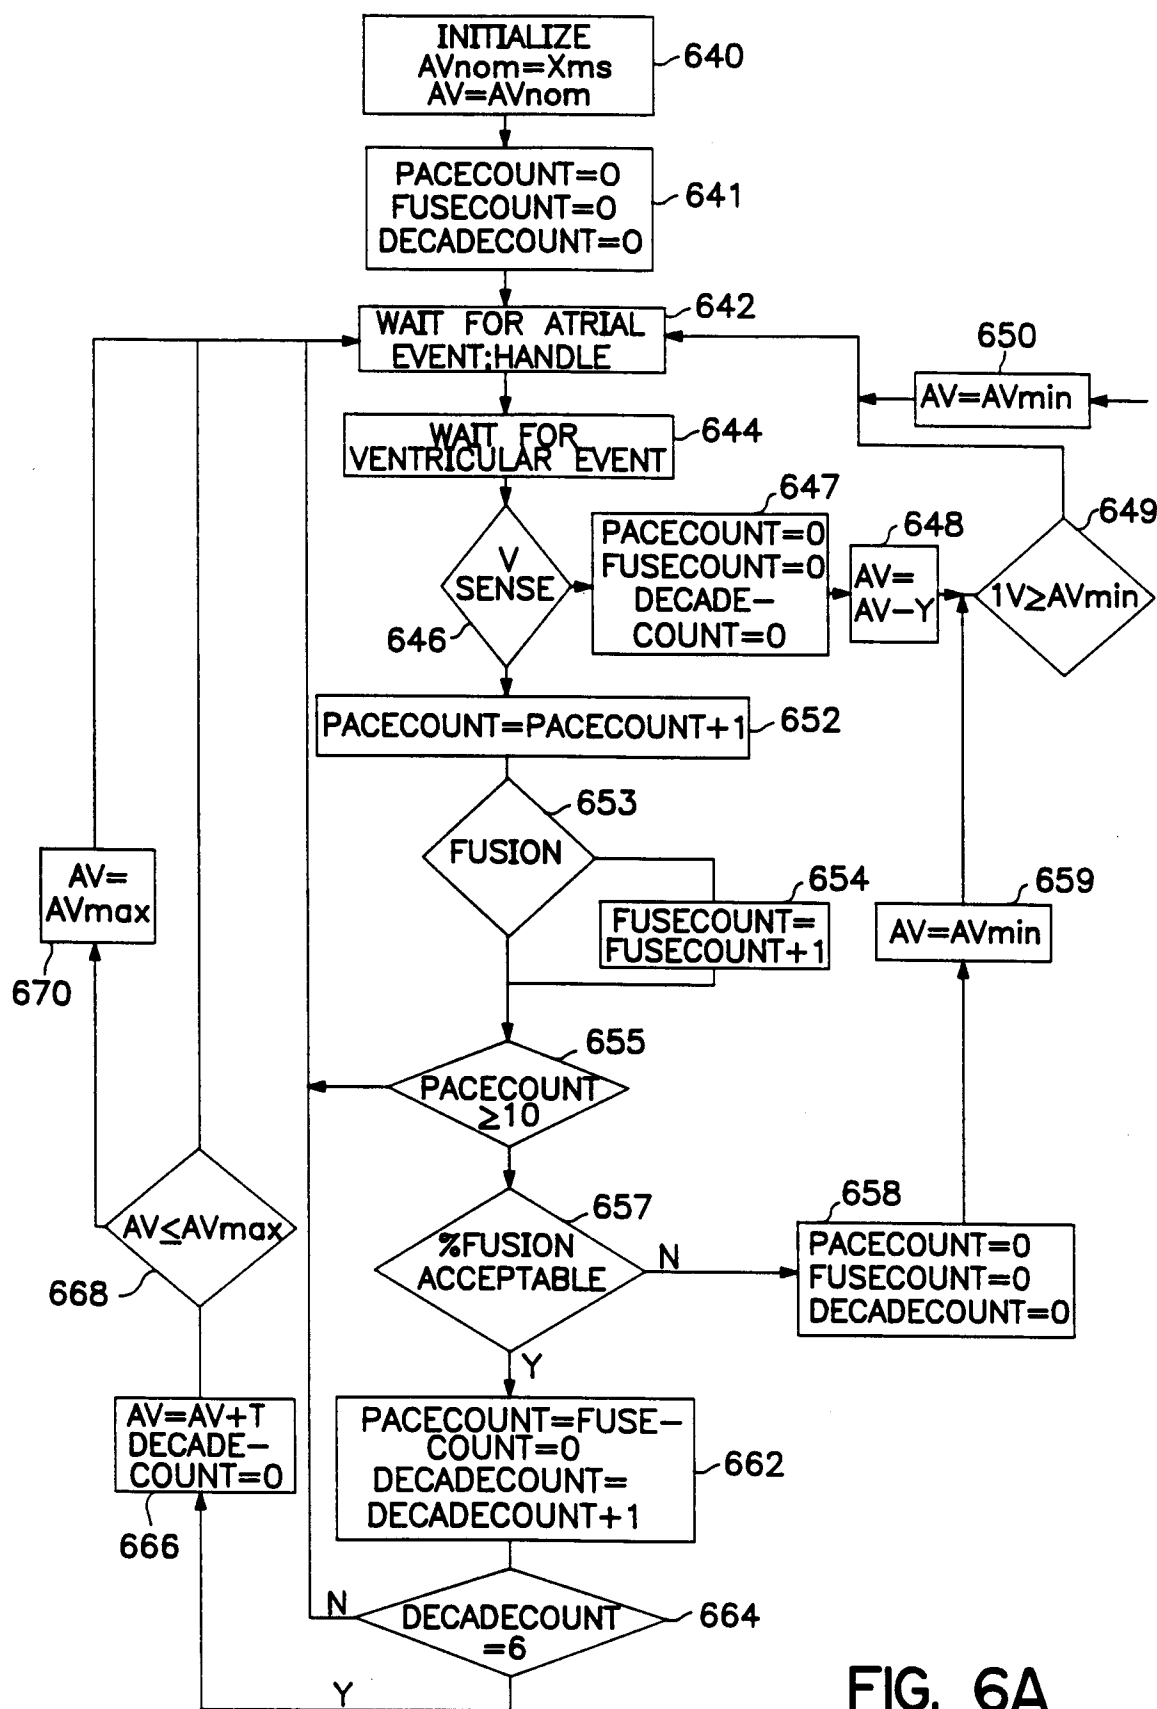 INITIALIZE
AVnom=Xms
AV=AVnom
640
PACECOUNT=0
FUSECOUNT=0
DECADECOUNT=0
641
642
WAIT FOR ATRIAL
EVENT;HANDLE
650
AV=AVmin
WAIT FOR
VENTRICULAR EVENT
644
V
SENSE
646
647
PACECOUNT=0
FUSECOUNT=0
DECADE-
COUNT=0
648
AV=
AV-Y
649
1V≥AVmin
PACECOUNT=PACECOUNT+1
652
653
FUSION
654
FUSECOUNT=
FUSECOUNT+1
659
AV=AVmin
AV=
AVmax
670
655
PACECOUNT
≥10
657
%FUSION
ACCEPTABLE
N
Y
658
PACECOUNT=0
FUSECOUNT=0
DECADECOUNT=0
AV≤AVmax
668
AV=AV+T
DECADE-
COUNT=0
666
PACECOUNT=FUSE-
COUNT=0
DECADECOUNT=
DECADECOUNT+1
662
N
DECADECOUNT
=6
664
Y
FIG. 6A